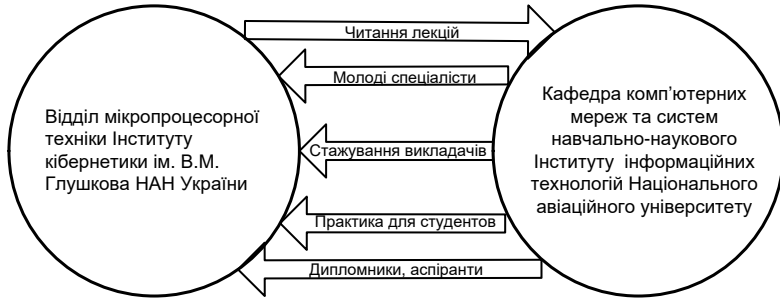 Відділ мікропроцесорної
техніки Інституту
кібернетики ім. В.М.
Глушкова НАН України
Читання лекцій
Молоді спеціалісти
Стажування викладачів
Практика для студентов
Дипломники, аспіранти
Кафедра комп’ютерних
мереж та систем
навчально-наукового
Інституту інформаційних
технологій Національного
авіаційного університету